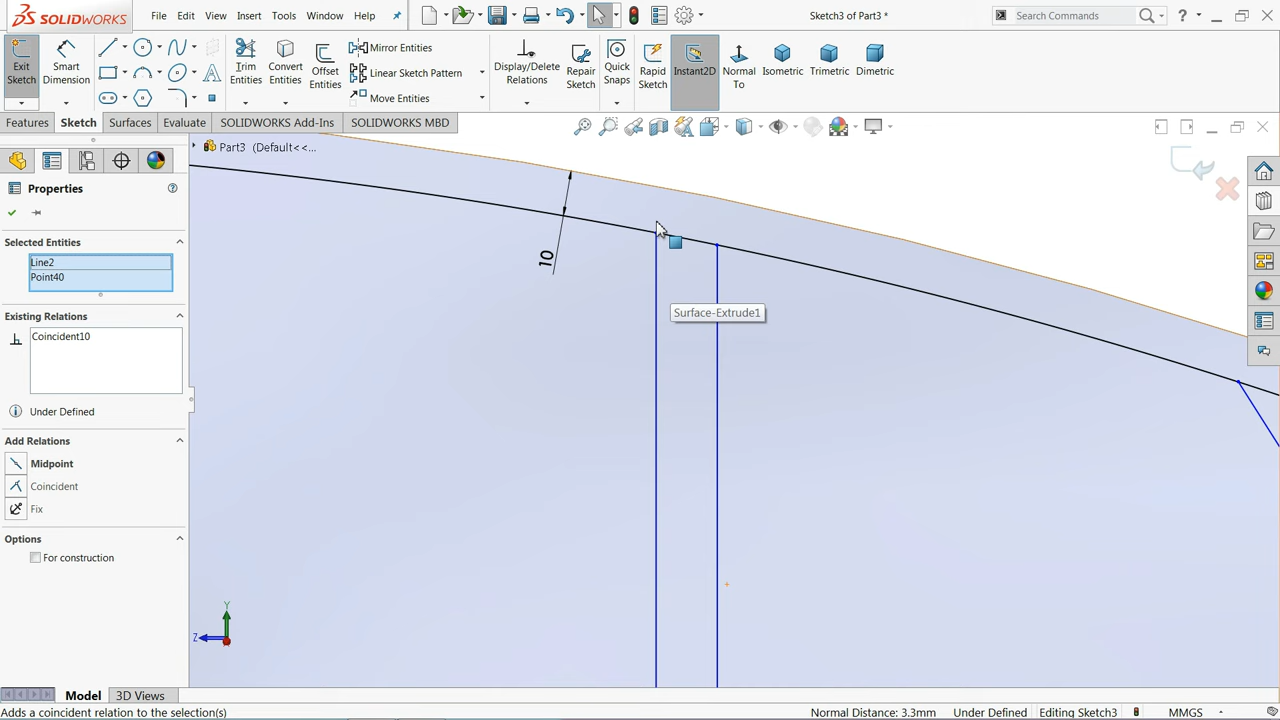 SOLIDWORKS File Edit View Insert Tools Window Help Sketch3 of Part3 * Search Commands ?
Exit Sketch
Smart Dimension
Trim Entities
Convert Entities
Offset Entities
Mirror Entities
Linear Sketch Pattern
Move Entities
Display/Delete Relations
Repair Sketch
Quick Snaps
Rapid Sketch
Instant2D
Normal To
Isometric
Trimetric
Dimetric
Features Sketch Surfaces Evaluate SOLIDWORKS Add-Ins SOLIDWORKS MBD
Part3 (Default<<...
Properties
Selected Entities
Line2
Point40
Existing Relations
Coincident10
Under Defined
Add Relations
Midpoint
Coincident
Fix
Options
For construction
10
Surface-Extrude1
Y
Z
Model 3D Views
Adds a coincident relation to the selection(s) Normal Distance: 3.3mm Under Defined Editing Sketch3 MMGS